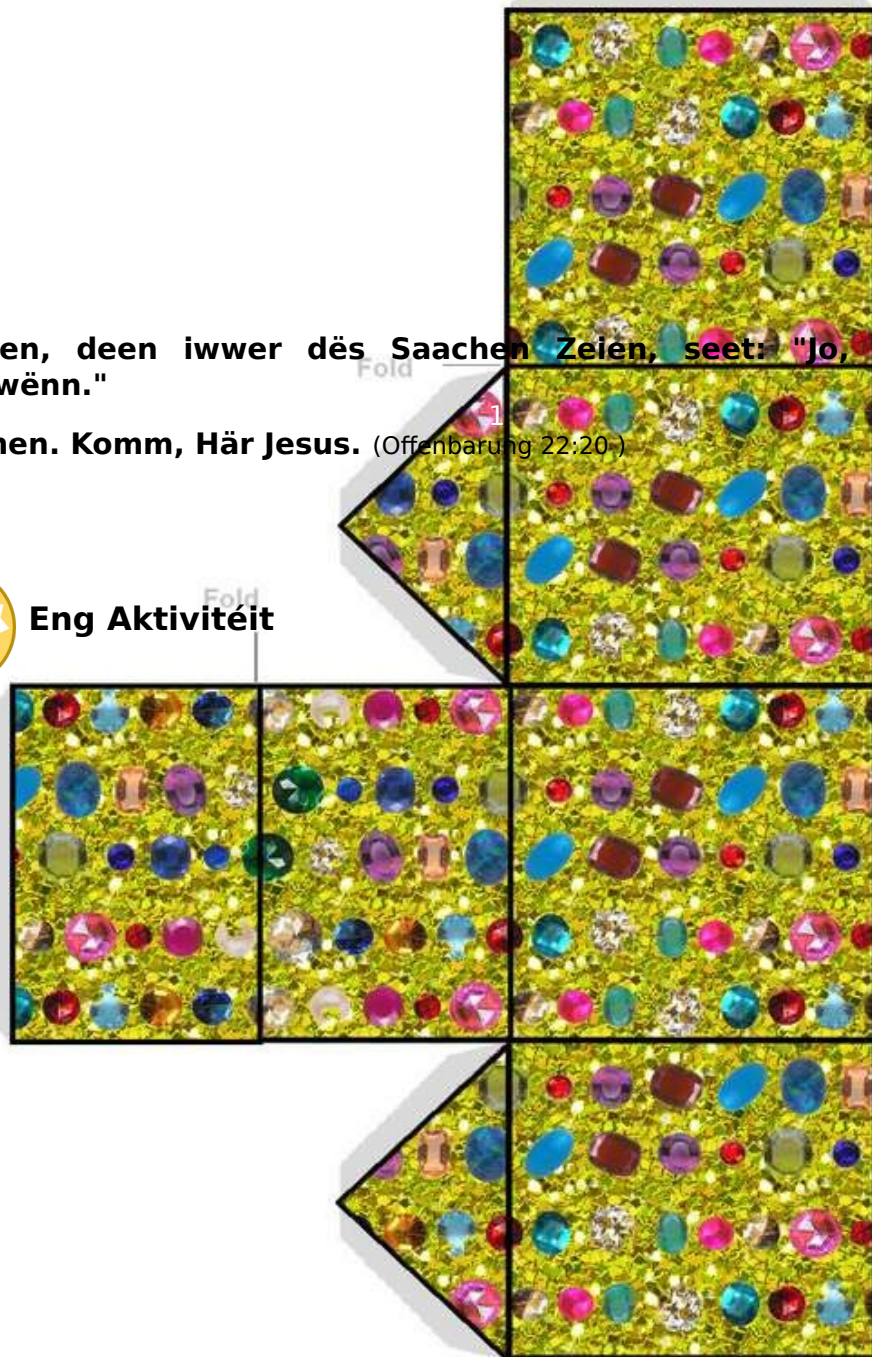 en, deen iwwer dës Saachen Zeien, seet: "Jo,
wënn."
Fold
1
nen. Komm, Här Jesus. (Offenbarung 22:20 )
Fold
Eng Aktivitéit